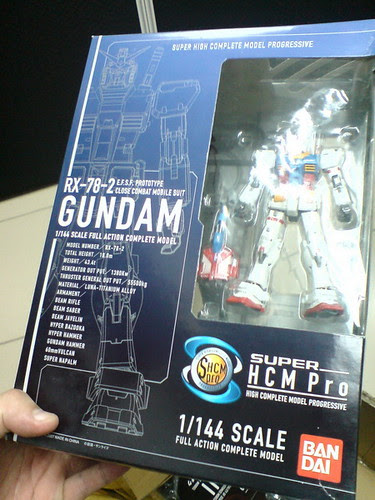 SUPER HIGH COMPLETE MODEL PROGRESSIVE
RX-78-2 E.F.S.F. PROTOTYPE
CLOSE COMBAT MOBILE SUIT
GUNDAM
1/144 SCALE FULL ACTION COMPLETE MODEL
MODEL NUMBER / RX-78-2
TOTAL HEIGHT / 18.0m
WEIGHT / 43.4t
GENERATOR OUT PUT / 1380kW
THRUSTER GENERAL OUT PUT / 55500kg
MATERIAL / LUNA-TITANIUM ALLOY
ARMAMENT /
BEAM RIFLE
BEAM SABER
BEAM JAVELIN
HYPER BAZOOKA
HYPER HAMMER
GUNDAM HAMMER
60mmVULCAN
SUPER NAPALM
SHCM
pro
SUPER
HCM Pro
HIGH COMPLETE MODEL PROGRESSIVE
1/144 SCALE
FULL ACTION COMPLETE MODEL
BAN
DAI
MADE IN CHINA